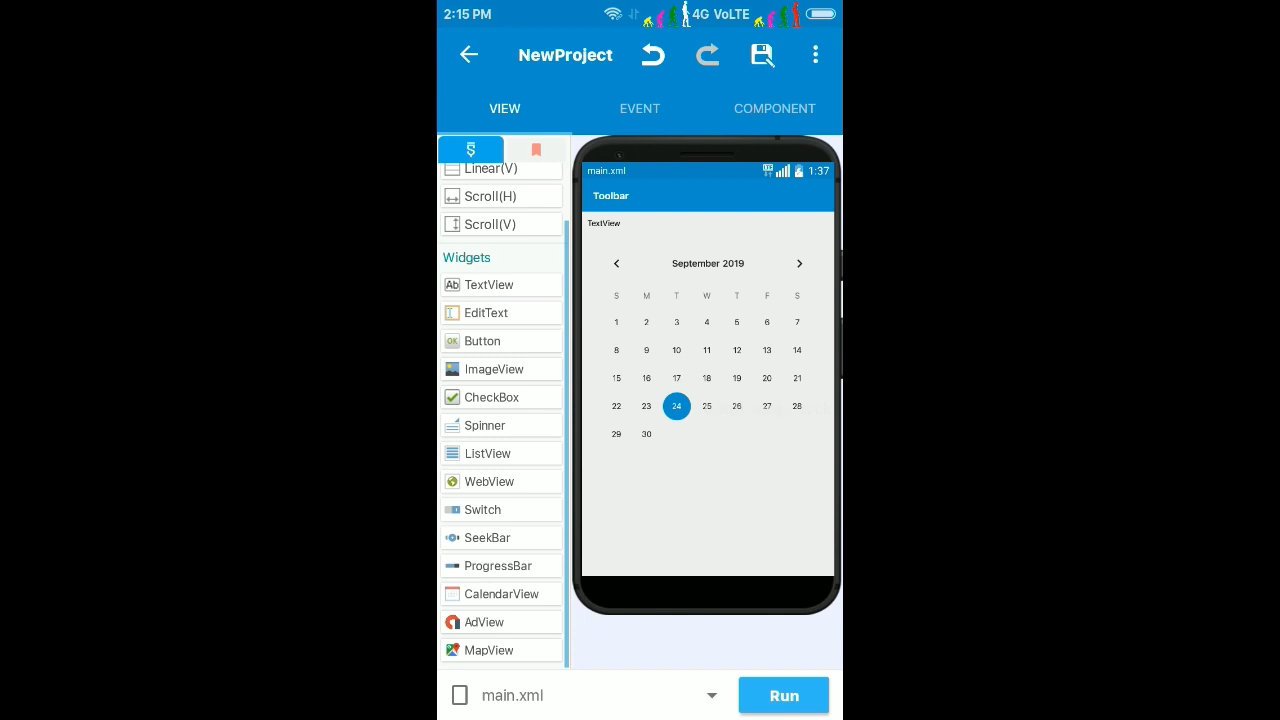 2:15 PM 4G VoLTE
NewProject
VIEW EVENT COMPONENT
Linear(V)
Scroll(H)
Scroll(V)
Widgets
Ab TextView
EditText
OK Button
ImageView
CheckBox
Spinner
ListView
WebView
Switch
SeekBar
ProgressBar
CalendarView
AdView
MapView
main.xml LTE 1:37
Toolbar
TextView
September 2019
S M T W T F S
1 2 3 4 5 6 7
8 9 10 11 12 13 14
15 16 17 18 19 20 21
22 23 24 25 26 27 28
29 30
main.xml Run